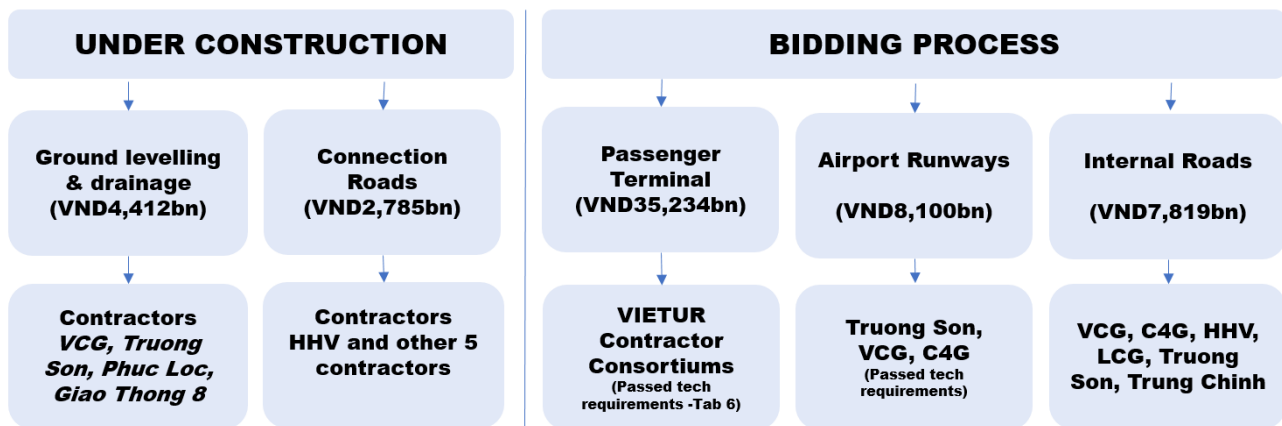 UNDER CONSTRUCTION
BIDDING PROCESS
Ground levelling
& drainage
(VND4,412bn)
Connection
Roads
(VND2,785bn)
Passenger
Terminal
(VND35,234bn)
Airport Runways
(VND8,100bn)
Internal Roads
(VND7,819bn)
Contractors
VCG, Truong
Son, Phuc Loc,
Giao Thong 8
Contractors
HHV and other 5
contractors
VIETUR
Contractor
Consortiums
(Passed tech
requirements -Tab 6)
Truong Son,
VCG, C4G
(Passed tech
requirements)
VCG, C4G, HHV,
LCG, Truong
Son, Trung Chinh